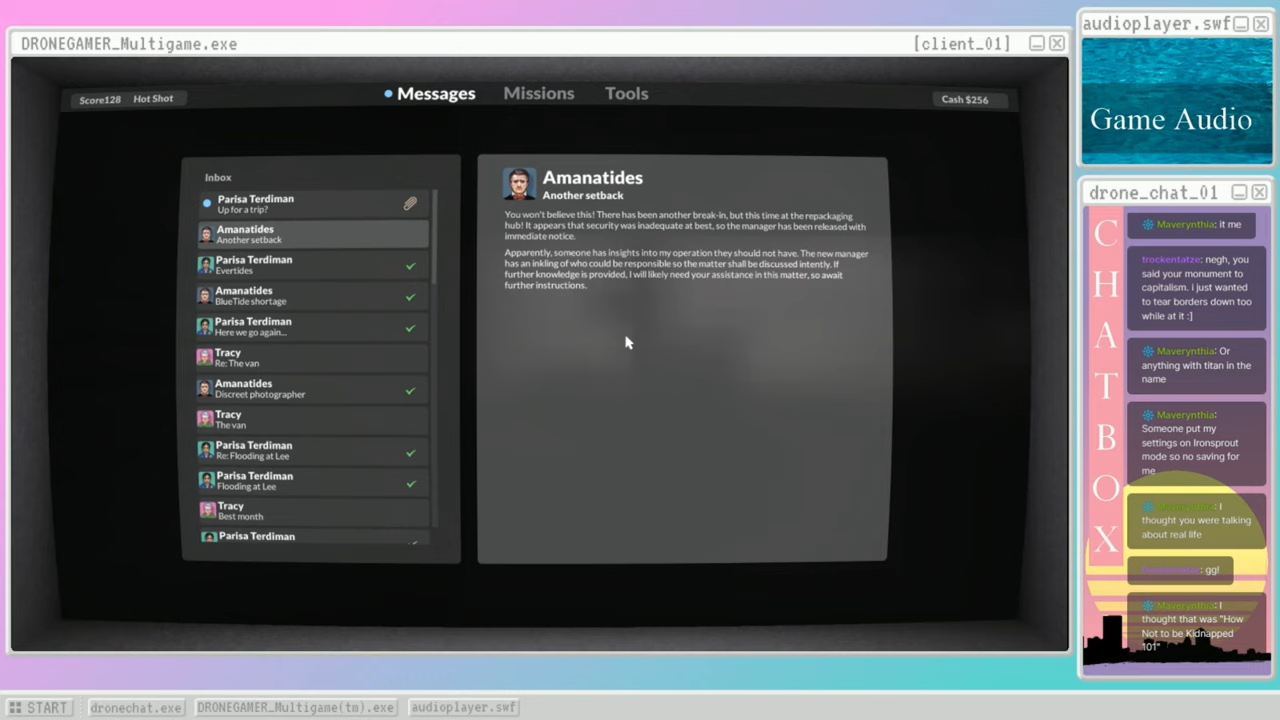 DRONEGAMER_Multigame.exe
[client_01]
Score128 Hot Shot
Messages Missions Tools
Cash $256
Inbox
Parisa Terdiman
Up for a trip?
Amanatides
Another setback
Parisa Terdiman
Evertides
Amanatides
BlueTide shortage
Parisa Terdiman
Here we go again...
Tracy
Re: The van
Amanatides
Discreet photographer
Tracy
The van
Parisa Terdiman
Re: Flooding at Lee
Parisa Terdiman
Flooding at Lee
Tracy
Best month
Parisa Terdiman
Amanatides
Another setback
You won't believe this! There has been another break-in, but this time at the repackaging
hub! It appears that security was inadequate at best, so the manager has been released with
immediate notice.
Apparently, someone has insights into my operation they should not have. The new manager
has an inkling of who could be responsible so the matter shall be discussed intently. If
further knowledge is provided, I will likely need your assistance in this matter, so await
further instructions.
audioplayer.swf
Game Audio
drone_chat_01
CHATBOX
Maverynthia: it me
trockentatze: negh, you
said your monument to
capitalism. i just wanted
to tear borders down too
while at it :]
Maverynthia: Or
anything with titan in the
name
Maverynthia:
Someone put my
settings on Ironsprout
mode so no saving for
me
Maverynthia: I
thought you were talking
about real life
trockentatze: gg!
Maverynthia: I
thought that was "How
Not to be Kidnapped
101"
START
dronechat.exe
DRONEGAMER_Multigame(tm).exe
audioplayer.swf